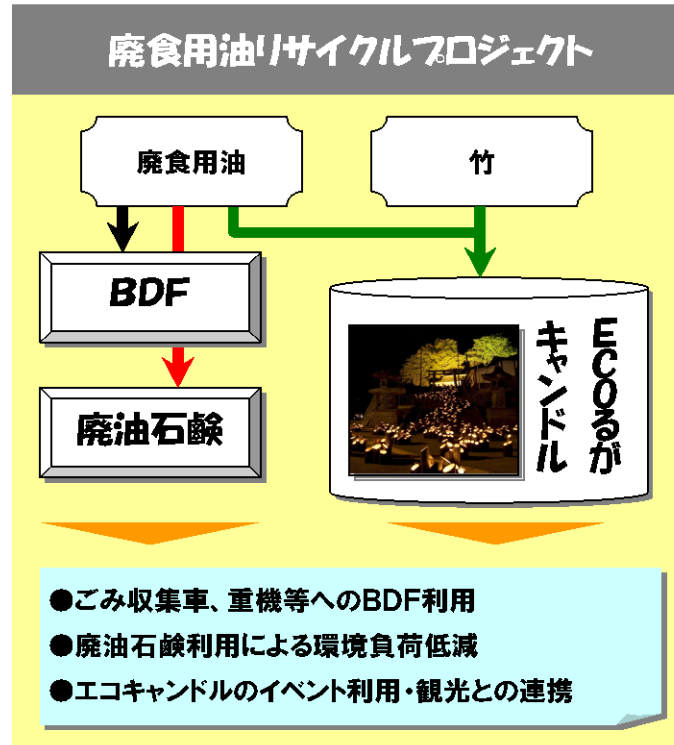 廃食用油リサイクルプロジェクト
廃食用油
竹
BDF
廃油石鹸
ECOるが
キャンドル
●ごみ収集車、重機等へのBDF利用
●廃油石鹸利用による環境負荷低減
●エコキャンドルのイベント利用・観光との連携